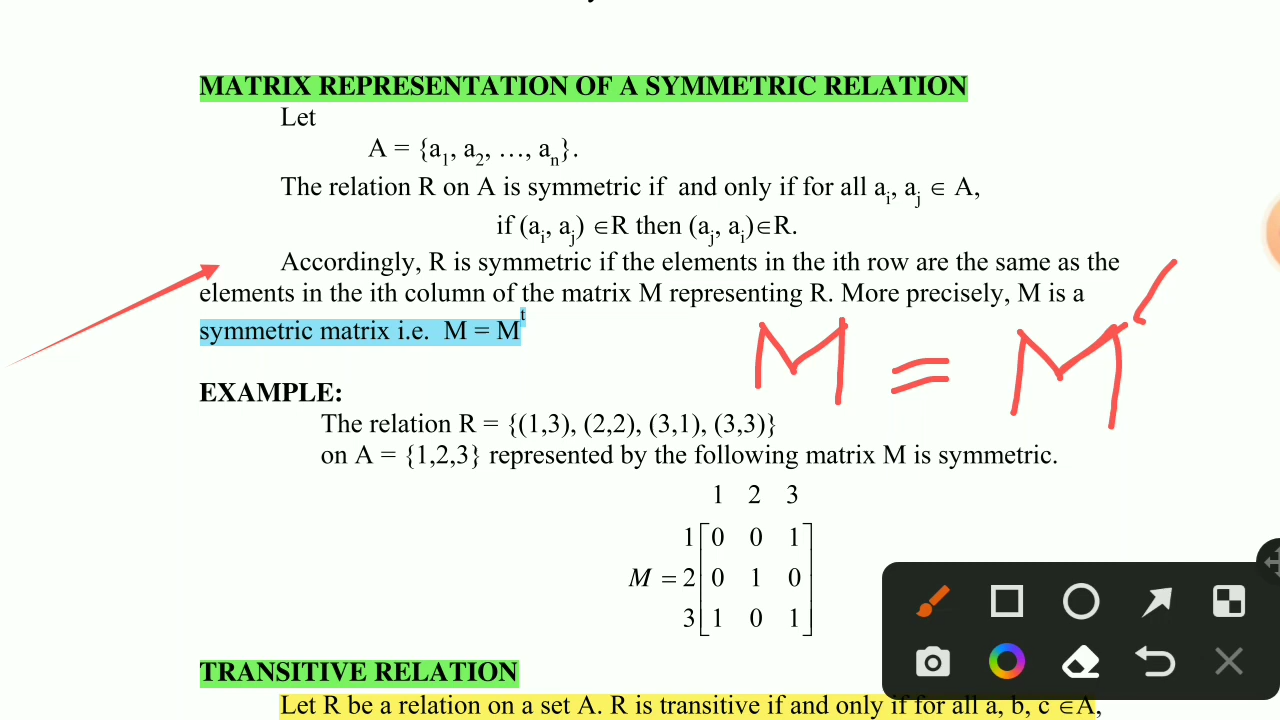 MATRIX REPRESENTATION OF A SYMMETRIC RELATION
Let
A = {a₁, a₂, …, aₙ}.
The relation R on A is symmetric if and only if for all aᵢ, aⱼ ∈ A,
if (aᵢ, aⱼ) ∈R then (aⱼ, aᵢ)∈R.
Accordingly, R is symmetric if the elements in the ith row are the same as the
elements in the ith column of the matrix M representing R. More precisely, M is a
symmetric matrix i.e. M = Mᵗ
M = M′
EXAMPLE:
The relation R = {(1,3), (2,2), (3,1), (3,3)}
on A = {1,2,3} represented by the following matrix M is symmetric.
1 2 3
1 0 0 1
M = 2 0 1 0
3 1 0 1
TRANSITIVE RELATION
Let R be a relation on a set A. R is transitive if and only if for all a, b, c ∈A,